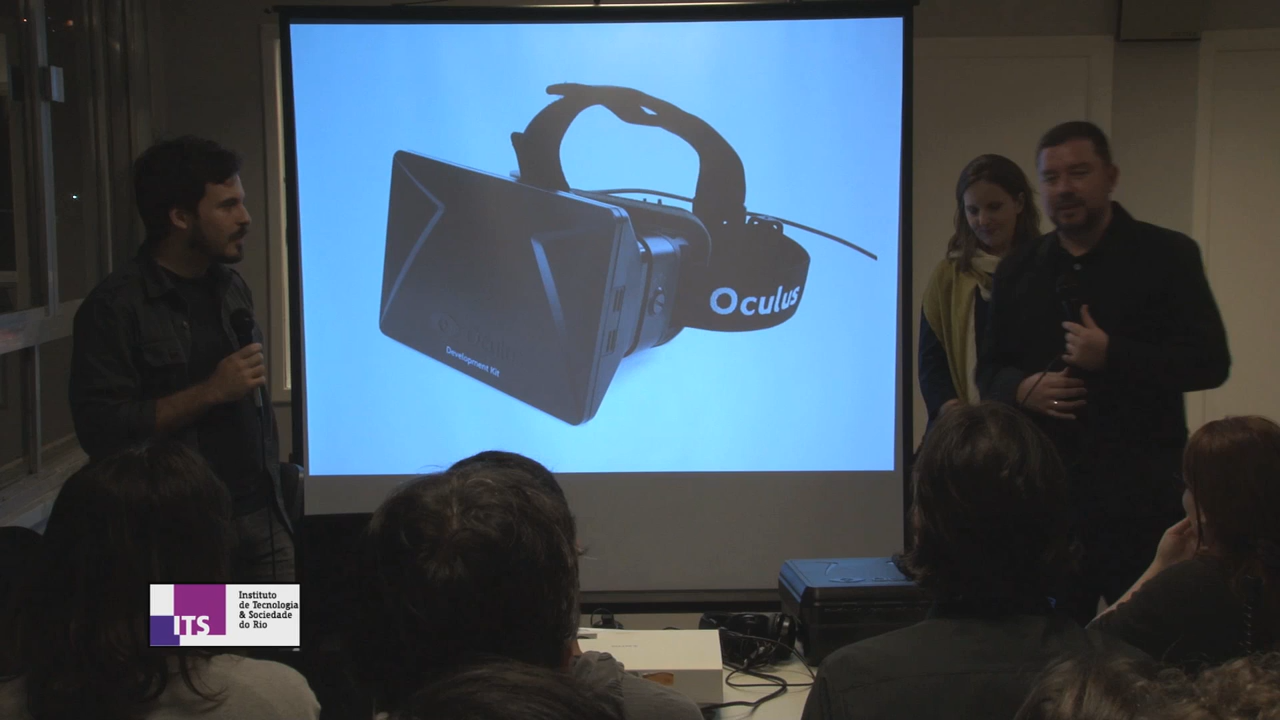 Oculus
Development Kit
ITS
Instituto
de Tecnologia
& Sociedade
do Rio